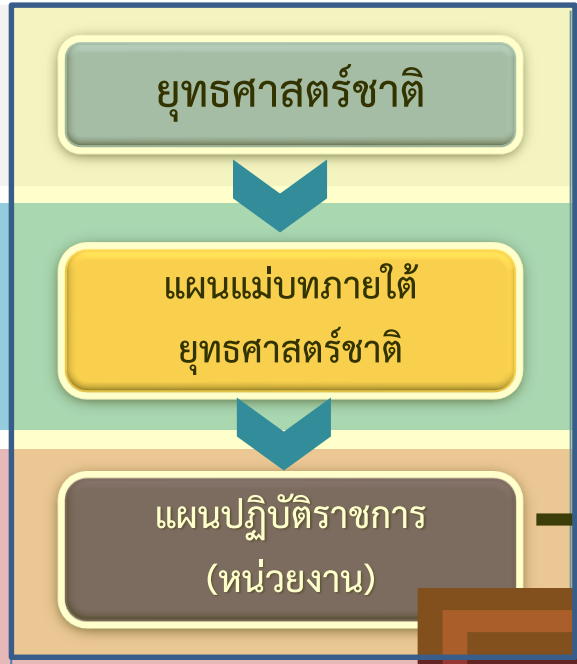 ยุทธศาสตร์ชาติ
แผนแม่บทภายใต้
ยุทธศาสตร์ชาติ
แผนปฏิบัติราชการ
(หน่วยงาน)